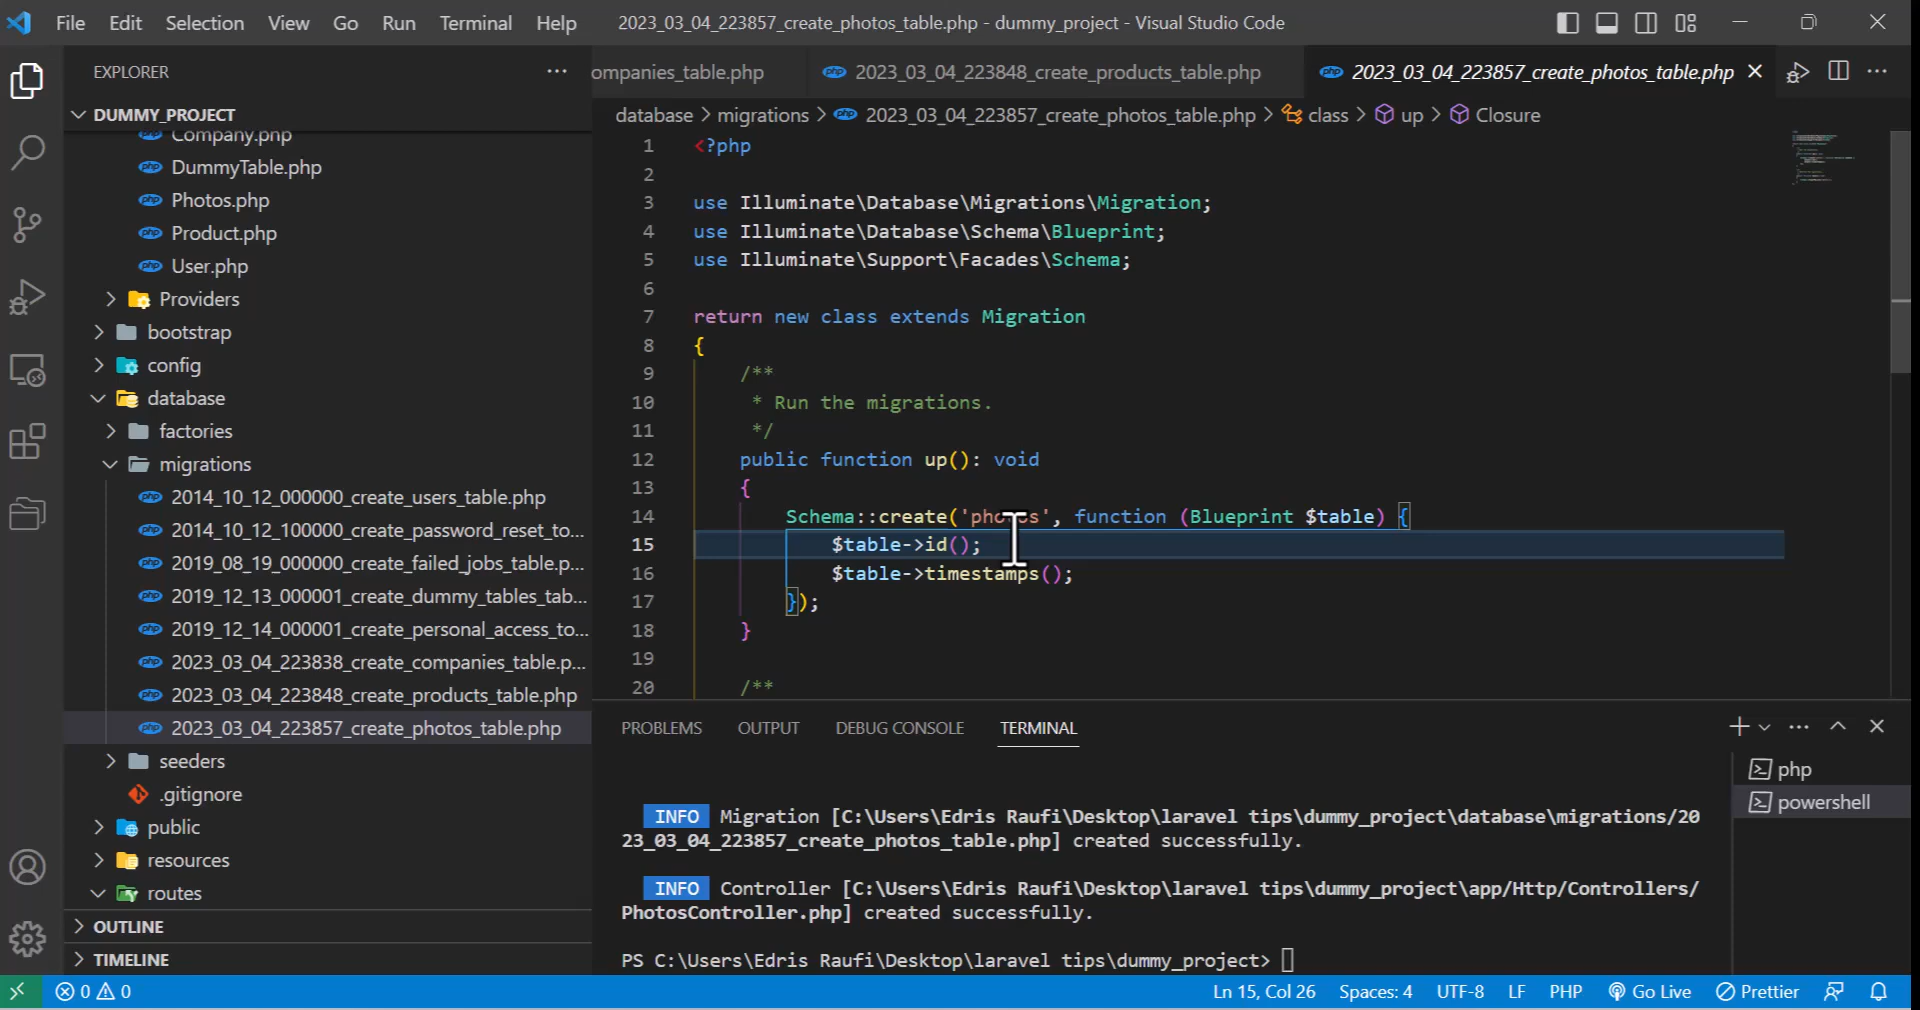 File Edit Selection View Go Run Terminal Help 2023_03_04_223857_create_photos_table.php - dummy_project - Visual Studio Code
EXPLORER
DUMMY_PROJECT
Company.php
DummyTable.php
Photos.php
Product.php
User.php
Providers
bootstrap
config
database
factories
migrations
2014_10_12_000000_create_users_table.php
2014_10_12_100000_create_password_reset_to...
2019_08_19_000000_create_failed_jobs_table.p...
2019_12_13_000001_create_dummy_tables_tab...
2019_12_14_000001_create_personal_access_to...
2023_03_04_223838_create_companies_table.p...
2023_03_04_223848_create_products_table.php
2023_03_04_223857_create_photos_table.php
seeders
.gitignore
public
resources
routes
OUTLINE
TIMELINE
ompanies_table.php 2023_03_04_223848_create_products_table.php 2023_03_04_223857_create_photos_table.php
database > migrations > 2023_03_04_223857_create_photos_table.php > class > up > Closure
1 <?php
2
3 use Illuminate\Database\Migrations\Migration;
4 use Illuminate\Database\Schema\Blueprint;
5 use Illuminate\Support\Facades\Schema;
6
7 return new class extends Migration
8 {
9 /**
10 * Run the migrations.
11 */
12 public function up(): void
13 {
14 Schema::create('photos', function (Blueprint $table) {
15 $table->id();
16 $table->timestamps();
17 });
18 }
19
20 /**
PROBLEMS OUTPUT DEBUG CONSOLE TERMINAL
php
powershell
INFO Migration [C:\Users\Edris Raufi\Desktop\laravel tips\dummy_project\database\migrations/20
23_03_04_223857_create_photos_table.php] created successfully.
INFO Controller [C:\Users\Edris Raufi\Desktop\laravel tips\dummy_project\app/Http/Controllers/
PhotosController.php] created successfully.
PS C:\Users\Edris Raufi\Desktop\laravel tips\dummy_project>
0 0 Ln 15, Col 26 Spaces: 4 UTF-8 LF PHP Go Live Prettier